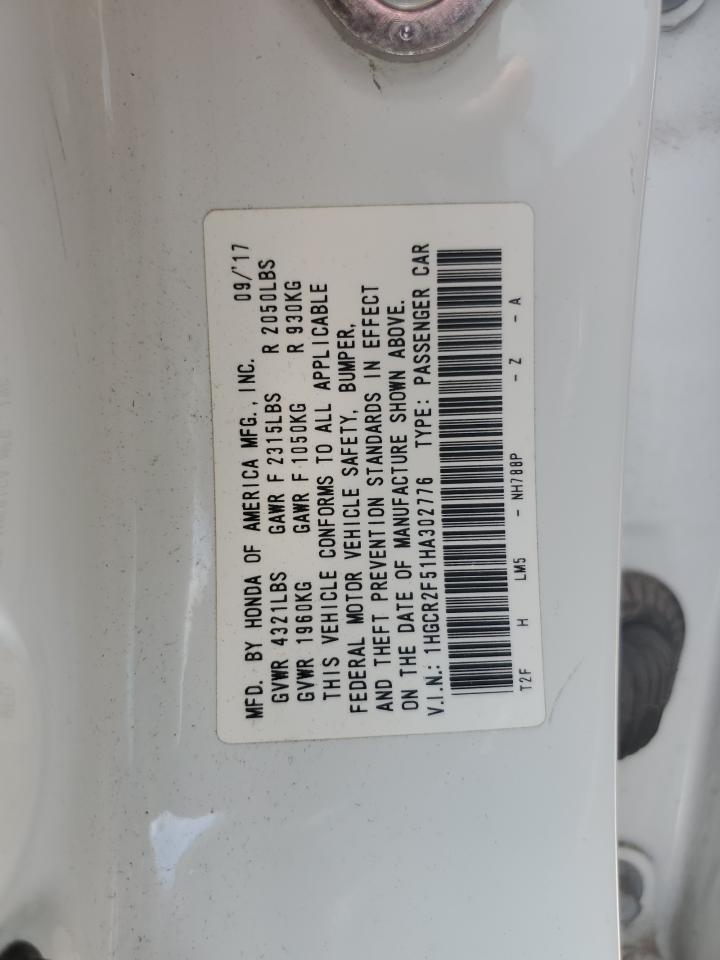 MFD. BY HONDA OF AMERICA MFG., INC. 09/'17
GVWR 4321LBS GAWR F 2315LBS R 2050LBS
GVWR 1960KG GAWR F 1050KG R 930KG
THIS VEHICLE CONFORMS TO ALL APPLICABLE
FEDERAL MOTOR VEHICLE SAFETY, BUMPER,
AND THEFT PREVENTION STANDARDS IN EFFECT
ON THE DATE OF MANUFACTURE SHOWN ABOVE.
V.I.N.: 1HGCR2F51HA302776 TYPE: PASSENGER CAR
T2F H LM5 - NH788P - Z - A